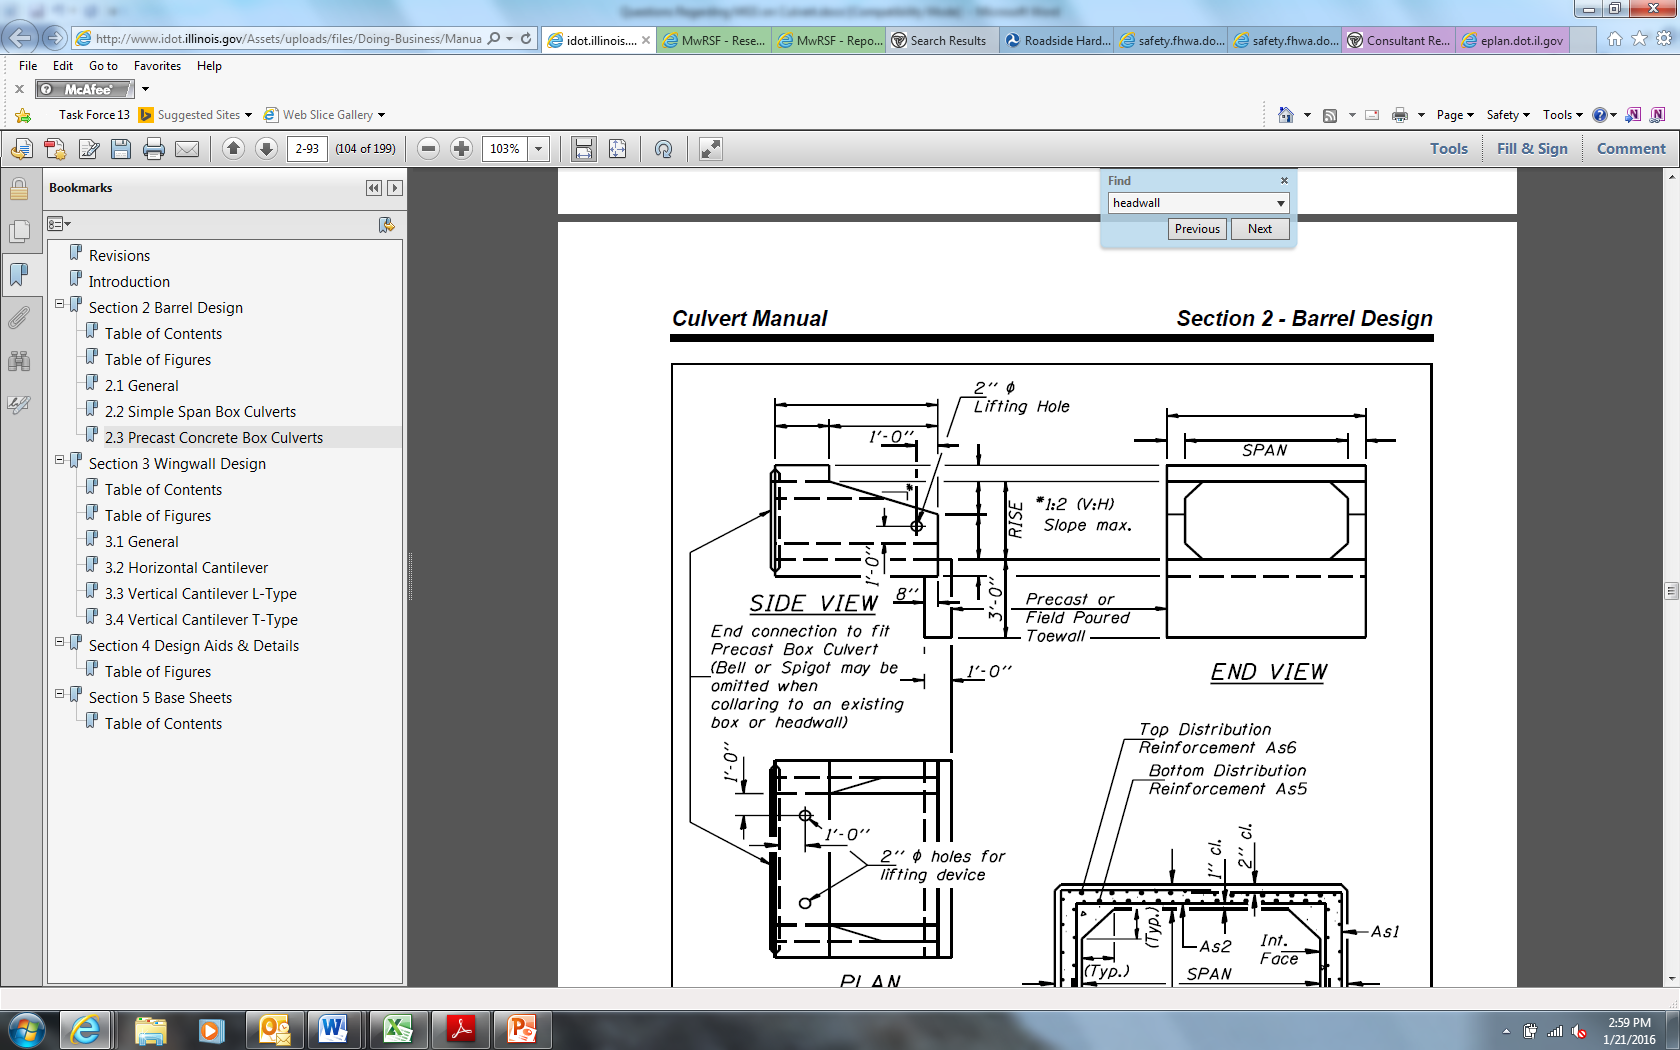 Questions Regarding MGS on Culvert.docx [Compatibility Mode] - Microsoft Word
http://www.idot.illinois.gov/Assets/uploads/files/Doing-Business/Manua
idot.illinois....
MwRSF - Rese...
MwRSF - Repo...
Search Results
Roadside Hard...
safety.fhwa.do...
safety.fhwa.do...
Consultant Re...
eplan.dot.il.gov
File Edit Go to Favorites Help
x McAfee
Task Force 13 Suggested Sites Web Slice Gallery
Page Safety Tools
2-93 (104 of 199) 103%
Tools Fill & Sign Comment
Bookmarks
Revisions
Introduction
Section 2 Barrel Design
Table of Contents
Table of Figures
2.1 General
2.2 Simple Span Box Culverts
2.3 Precast Concrete Box Culverts
Section 3 Wingwall Design
Table of Contents
Table of Figures
3.1 General
3.2 Horizontal Cantilever
3.3 Vertical Cantilever L-Type
3.4 Vertical Cantilever T-Type
Section 4 Design Aids & Details
Table of Figures
Section 5 Base Sheets
Table of Contents
Find
headwall
Previous Next
Culvert Manual Section 2 - Barrel Design
2'' ϕ
Lifting Hole
1'-0''
SPAN
*
RISE
*1:2 (V:H)
Slope max.
1'-0''
8''
3'-0''
SIDE VIEW
Precast or
Field Poured
Toewall
End connection to fit
Precast Box Culvert
(Bell or Spigot may be
omitted when
collaring to an existing
box or headwall)
1'-0''
END VIEW
1'-0''
1'-0''
2'' ϕ holes for
lifting device
PLAN
Top Distribution
Reinforcement As6
Bottom Distribution
Reinforcement As5
1'' cl.
2'' cl.
(Typ.)
As2
Int.
Face
As1
(Typ.)
SPAN
2:59 PM
1/21/2016